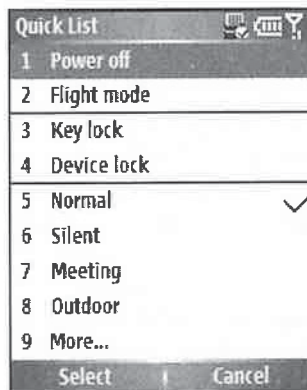 Quick List
1 Power off
2 Flight mode
3 Key lock
4 Device lock
5 Normal
6 Silent
7 Meeting
8 Outdoor
9 More...
Select Cancel